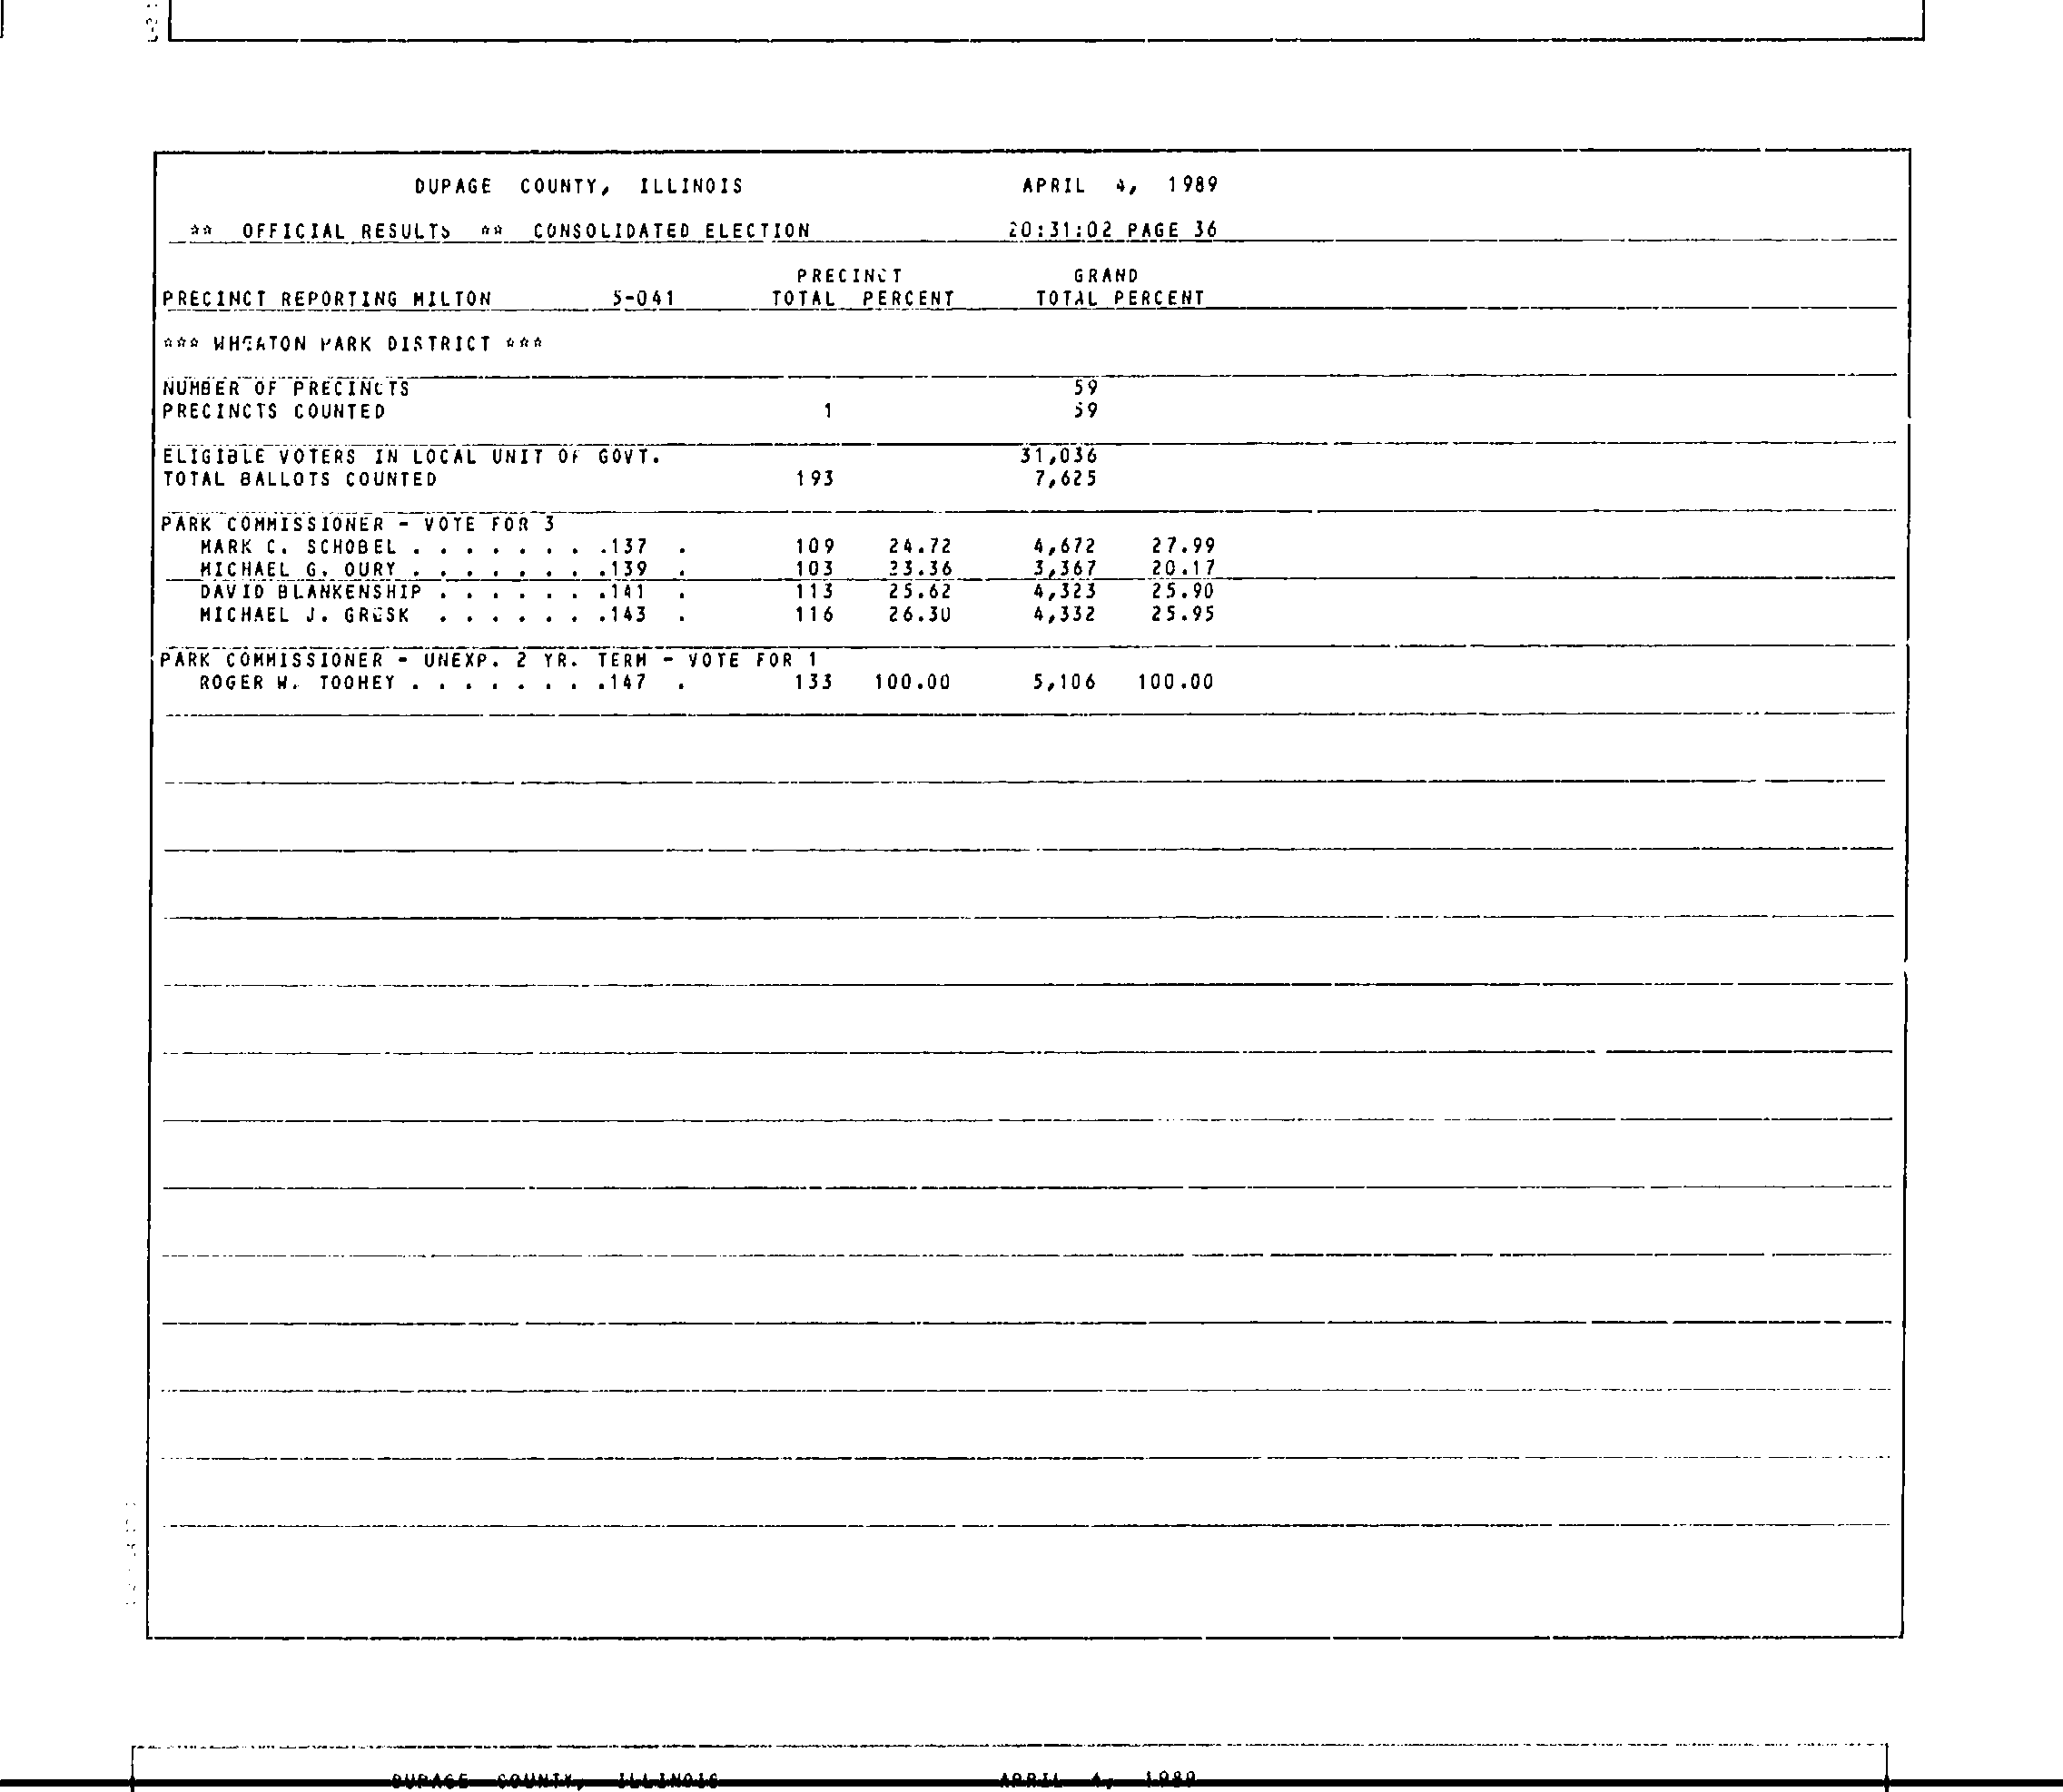 DUPAGE COUNTY, ILLINOIS APRIL 4, 1989
** OFFICIAL RESULTS ** CONSOLIDATED ELECTION 20:31:02 PAGE 36
PRECINCT GRAND
PRECINCT REPORTING MILTON 5-041 TOTAL PERCENT TOTAL PERCENT
*** WHEATON PARK DISTRICT ***
NUMBER OF PRECINCTS 59
PRECINCTS COUNTED 1 59
ELIGIBLE VOTERS IN LOCAL UNIT OF GOVT. 31,036
TOTAL BALLOTS COUNTED 193 7,625
PARK COMMISSIONER - VOTE FOR 3
MARK C. SCHOBEL . . . . . . . .137 . 109 24.72 4,672 27.99
MICHAEL G. OURY . . . . . . . .139 . 103 23.36 3,367 20.17
DAVID BLANKENSHIP . . . . . . .141 . 113 25.62 4,323 25.90
MICHAEL J. GRESK . . . . . . .143 . 116 26.30 4,332 25.95
PARK COMMISSIONER - UNEXP. 2 YR. TERM - VOTE FOR 1
ROGER W. TOOHEY . . . . . . . .147 . 133 100.00 5,106 100.00
DUPAGE COUNTY, ILLINOIS APRIL 4, 1989